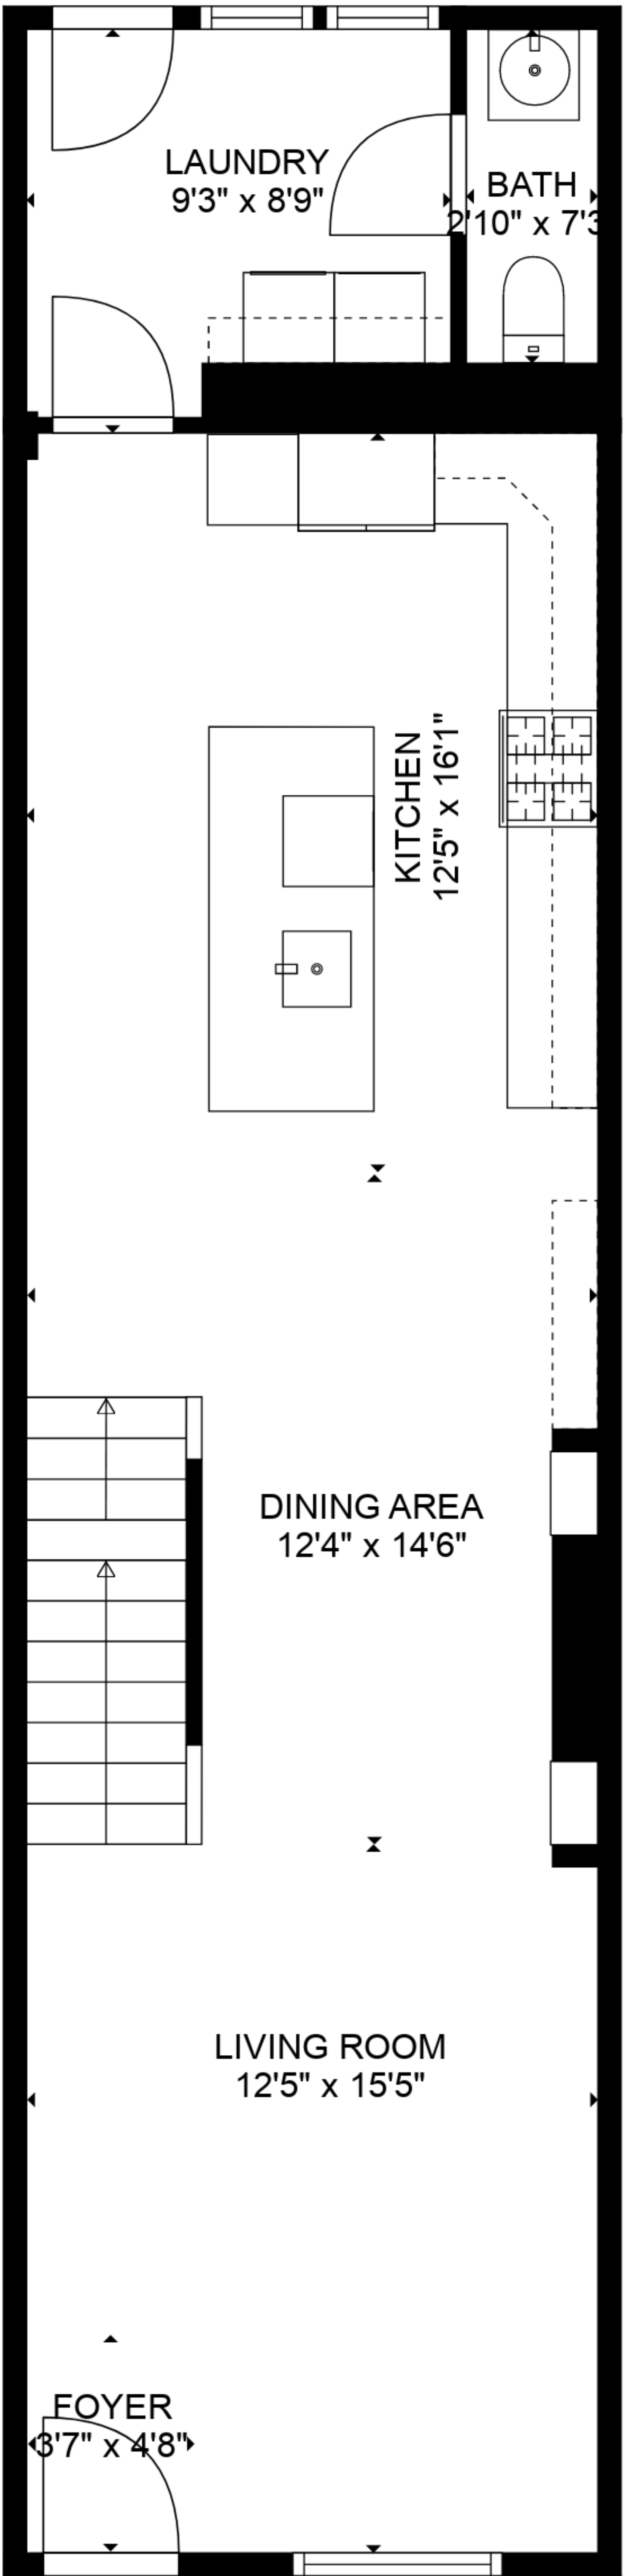 LAUNDRY
9'3" x 8'9"
BATH
2'10" x 7'3
KITCHEN
12'5" x 16'1"
DINING AREA
12'4" x 14'6"
LIVING ROOM
12'5" x 15'5"
FOYER
3'7" x 4'8"